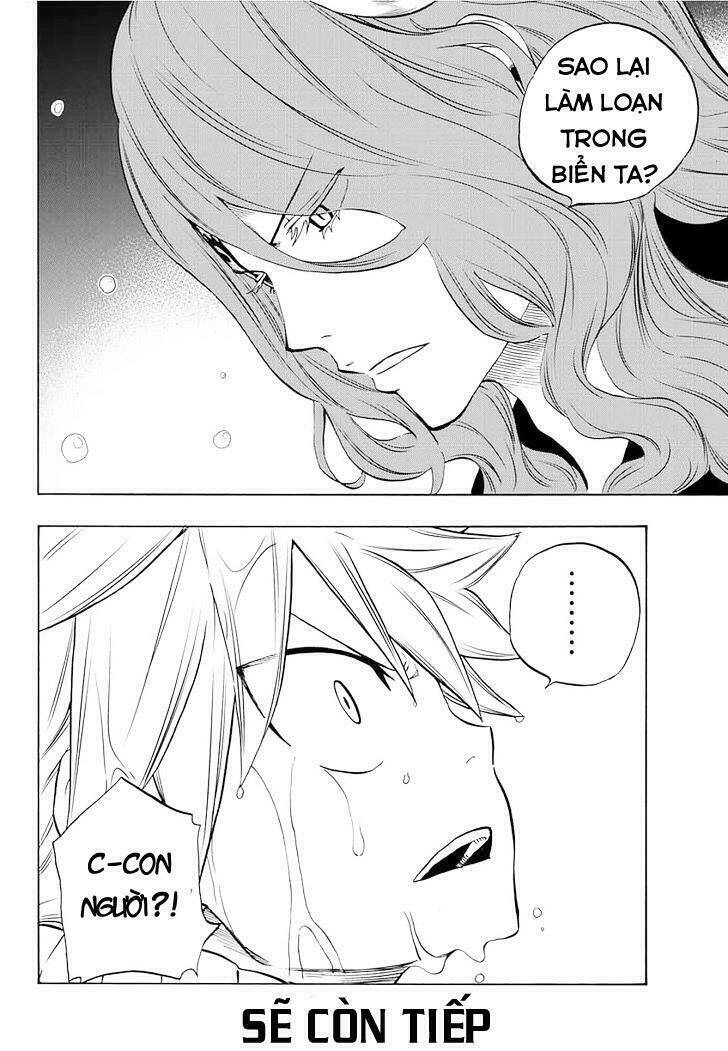 SAO LẠI
LÀM LOẠN
TRONG
BIỂN TA?
........
C-CON
NGƯỜI?!
SẼ CÒN TIẾP